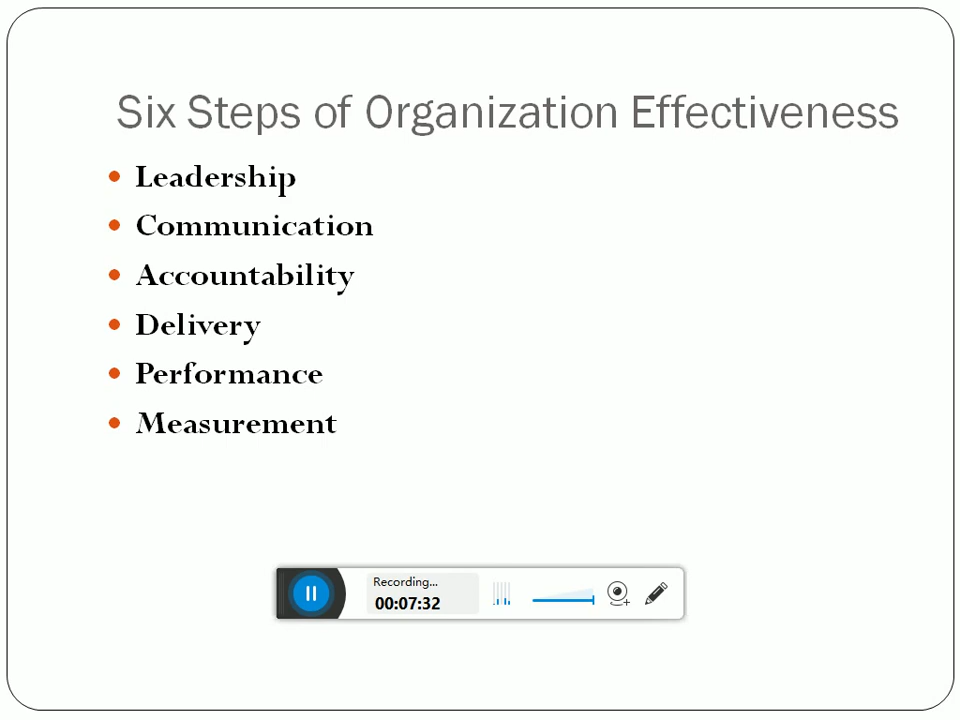 Six Steps of Organization Effectiveness
Leadership
Communication
Accountability
Delivery
Performance
Measurement
Recording...
00:07:32